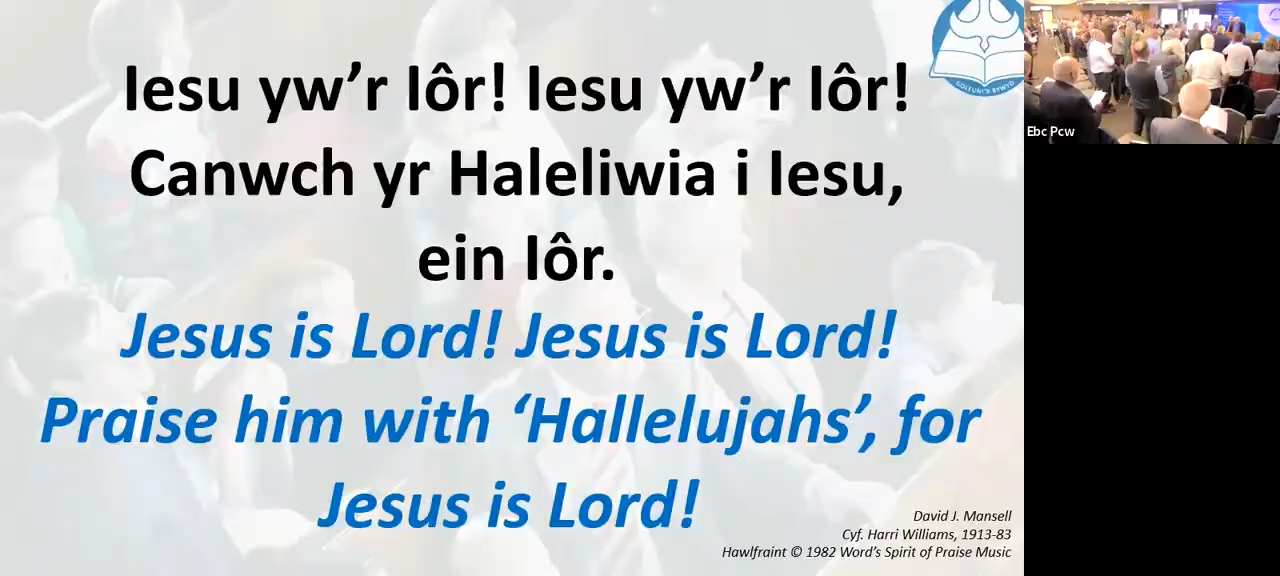 Iesu yw’r Iôr! Iesu yw’r Iôr!
Canwch yr Haleliwia i Iesu,
ein Iôr.
Jesus is Lord! Jesus is Lord!
Praise him with ‘Hallelujahs’, for
Jesus is Lord!
David J. Mansell
Cyf. Harri Williams, 1913-83
Hawlfraint © 1982 Word’s Spirit of Praise Music
GOLEUNI'R BYWYD
Ebc Pcw